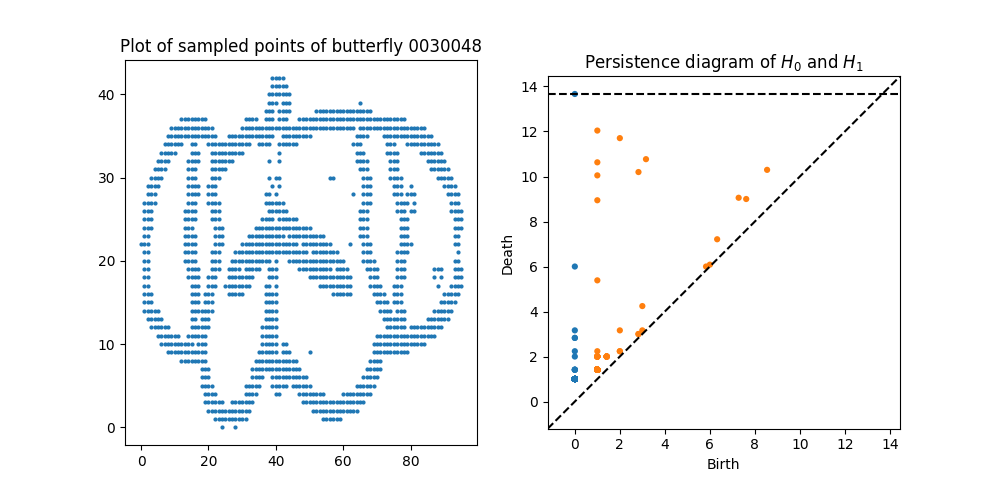 Plot of sampled points of butterfly 0030048
40
30
20
10
0
0 20 40 60 80
Persistence diagram of H₀ and H₁
14
12
10
8
6
4
2
0
Death
0 2 4 6 8 10 12 14
Birth